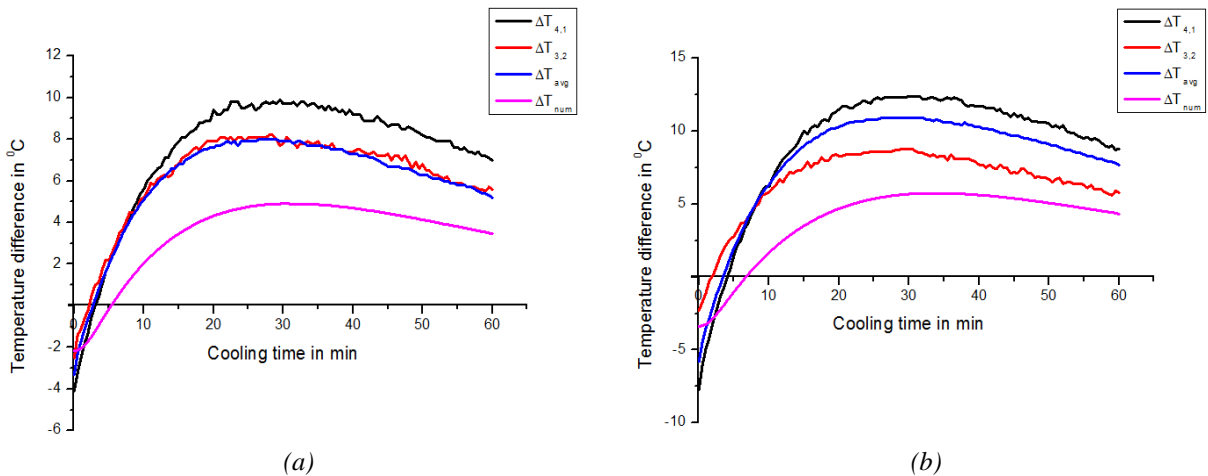 ΔT4,1
ΔT3,2
ΔTavg
ΔTnum
12
10
8
6
4
2
0
-2
-4
-6
0
10
20
30
40
50
60
Temperature difference in 0C
Cooling time in min
(a)
ΔT4,1
ΔT3,2
ΔTavg
ΔTnum
15
10
5
0
-5
-10
0
10
20
30
40
50
60
Temperature difference in 0C
Cooling time in min
(b)